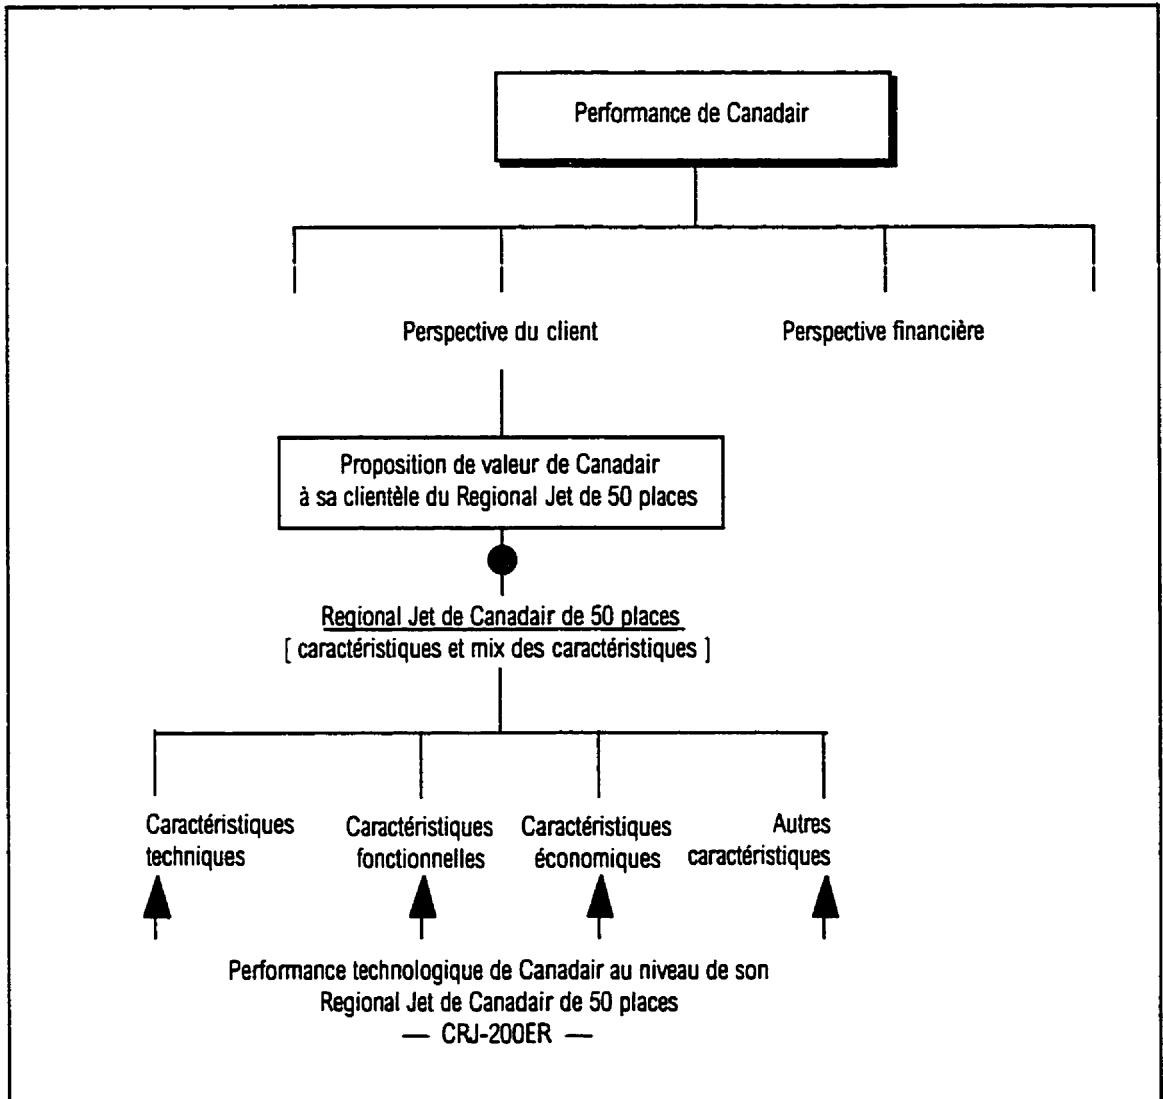 Performance de Canadair
Perspective du client
Perspective financière
Proposition de valeur de Canadair
à sa clientèle du Regional Jet de 50 places
Regional Jet de Canadair de 50 places
[ caractéristiques et mix des caractéristiques ]
Caractéristiques
techniques
Caractéristiques
fonctionnelles
Caractéristiques
économiques
Autres
caractéristiques
Performance technologique de Canadair au niveau de son
Regional Jet de Canadair de 50 places
— CRJ-200ER —